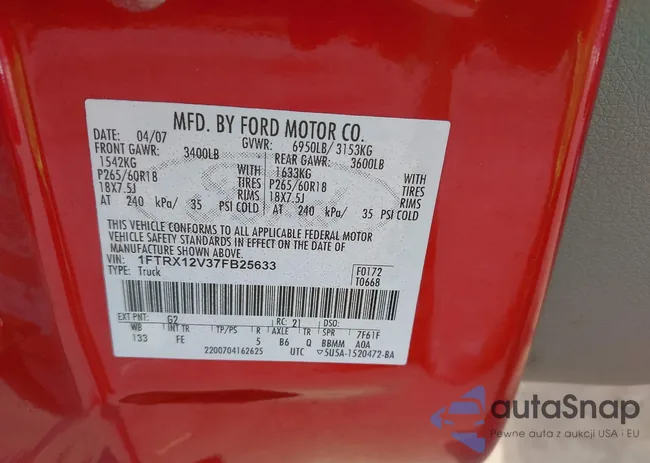 MFD. BY FORD MOTOR CO.
DATE: 04/07 GVWR: 6950LB/ 3153KG
FRONT GAWR: 3400LB REAR GAWR: 3600LB
1542KG WITH 1633KG WITH
P265/60R18 TIRES P265/60R18 TIRES
18X7.5J RIMS 18X7.5J RIMS
AT 240 kPa/ 35 PSI COLD AT 240 kPa/ 35 PSI COLD
THIS VEHICLE CONFORMS TO ALL APPLICABLE FEDERAL MOTOR
VEHICLE SAFETY STANDARDS IN EFFECT ON THE DATE OF
MANUFACTURE SHOWN ABOVE.
VIN: 1FTRX12V37FB25633 F0172
TYPE: Truck T0668
EXT PNT: G2 RC: 21 DSO:
WB INT TR TP/PS R AXLE TR SPR 7F61F
133 FE 5 B6 Q BBMM A0A
2200704162625 UTC ▽5U5A-1520472-BA
autaSnap
Pewne auta z aukcji USA i EU